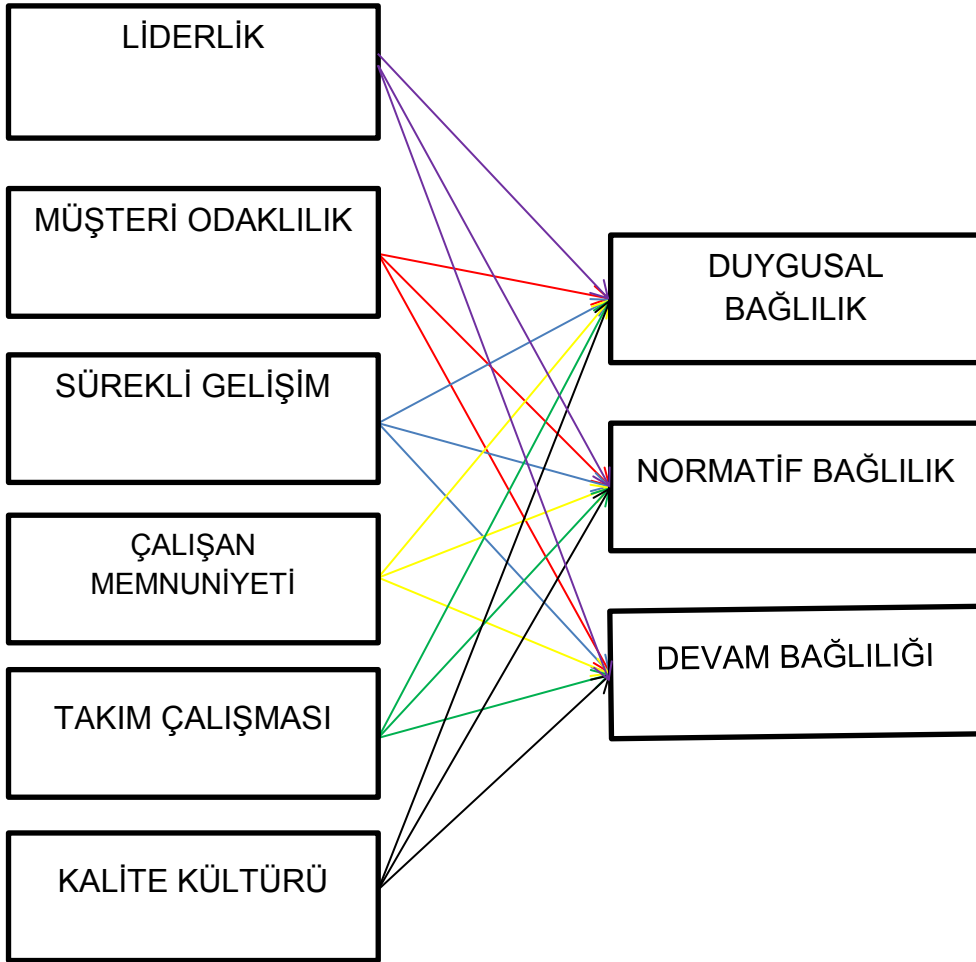 LİDERLİK
MÜŞTERİ ODAKLILIK
SÜREKLİ GELİŞİM
ÇALIŞAN
MEMNUNİYETİ
TAKIM ÇALIŞMASI
KALİTE KÜLTÜRÜ
DUYGUSAL
BAĞLILIK
NORMATİF BAĞLILIK
DEVAM BAĞLILIĞI